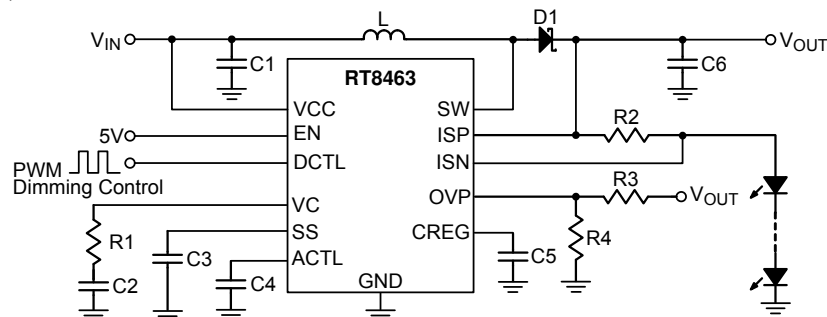 L
D1
VIN
VOUT
C1
C6
RT8463
VCC
SW
R2
5V
EN
ISP
DCTL
ISN
PWM
Dimming Control
R3
OVP
VOUT
VC
R1
SS
CREG
R4
C3
ACTL
C5
C2
C4
GND